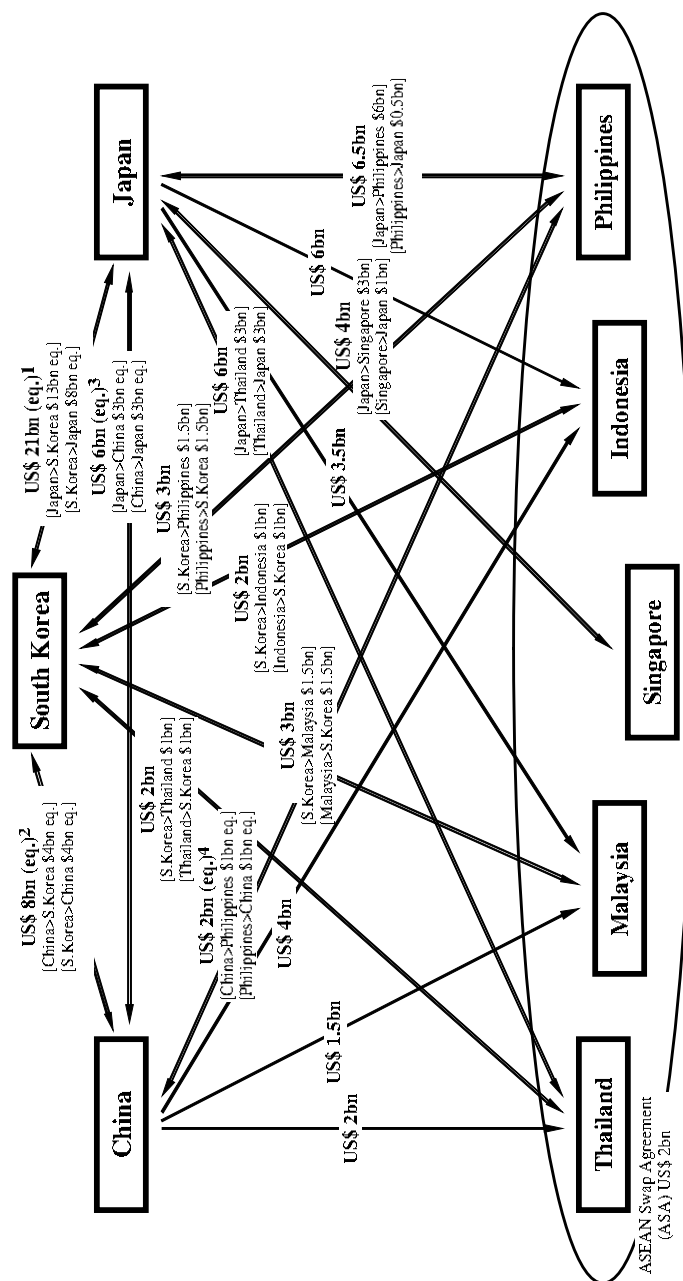 South Korea
China
Japan
US$ 8bn (eq.)2
[China>S.Korea $4bn eq.]
[S.Korea>China $4bn eq.]
US$ 21bn (eq.)1
[Japan>S.Korea $13bn eq.]
[S.Korea>Japan $8bn eq.]
US$ 6bn (eq.)3
[Japan>China $3bn eq.]
[China>Japan $3bn eq.]
US$ 2bn
[S.Korea>Thailand $1bn]
[Thailand>S.Korea $1bn]
US$ 3bn
[S.Korea>Philippines $1.5bn]
[Philippines>S.Korea $1.5bn]
US$ 2bn (eq.)4
[China>Philippines $1bn eq.]
[Philippines>China $1bn eq.]
US$ 2bn
[S.Korea>Indonesia $1bn]
[Indonesia>S.Korea $1bn]
US$ 6bn
[Japan>Thailand $3bn]
[Thailand>Japan $3bn]
US$ 4bn
US$ 3bn
[S.Korea>Malaysia $1.5bn]
[Malaysia>S.Korea $1.5bn]
US$ 6bn
US$ 1.5bn
US$ 3.5bn
US$ 4bn
[Japan>Singapore $3bn]
[Singapore>Japan $1bn]
US$ 2bn
US$ 6.5bn
[Japan>Philippines $6bn]
[Philippines>Japan $0.5bn]
Thailand
Malaysia
Singapore
Indonesia
Philippines
ASEAN Swap Agreement
(ASA) US$ 2bn